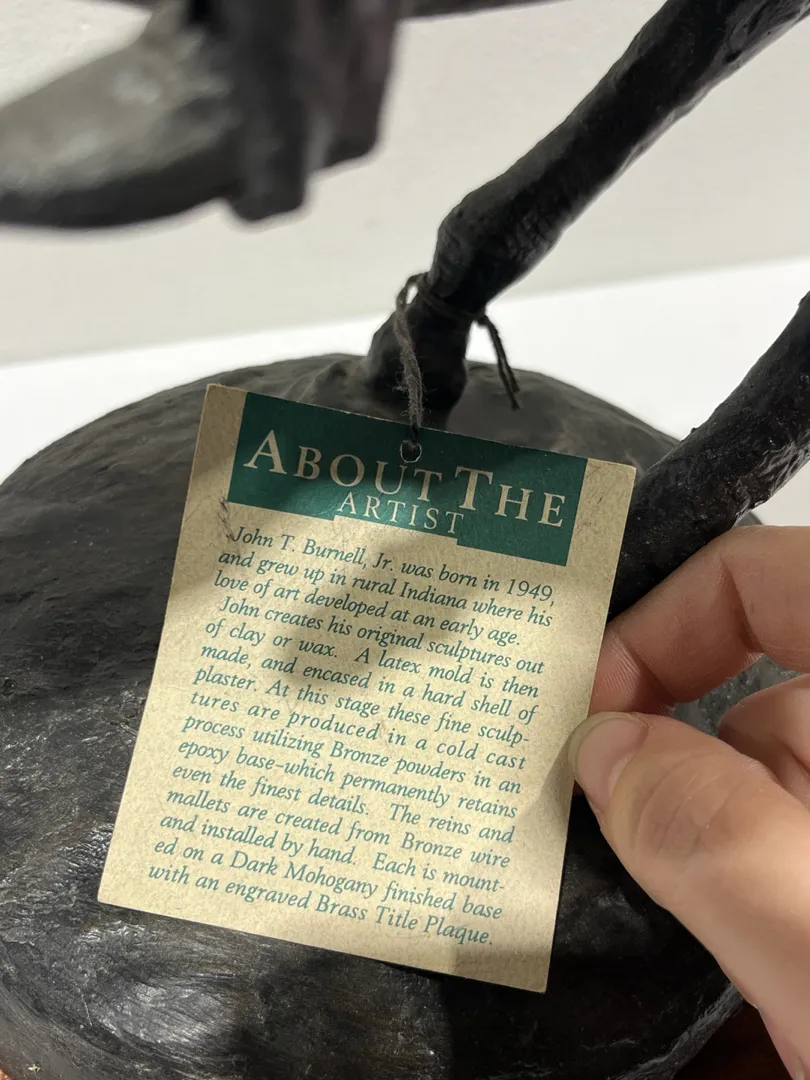 ABOUT THE
ARTIST
John T. Burnell, Jr. was born in 1949,
and grew up in rural Indiana where his
love of art developed at an early age.
John creates his original sculptures out
of clay or wax. A latex mold is then
made, and encased in a hard shell of
plaster. At this stage these fine sculp-
tures are produced in a cold cast
process utilizing Bronze powders in an
epoxy base–which permanently retains
even the finest details. The reins and
mallets are created from Bronze wire
and installed by hand. Each is mount-
ed on a Dark Mohogany finished base
with an engraved Brass Title Plaque.